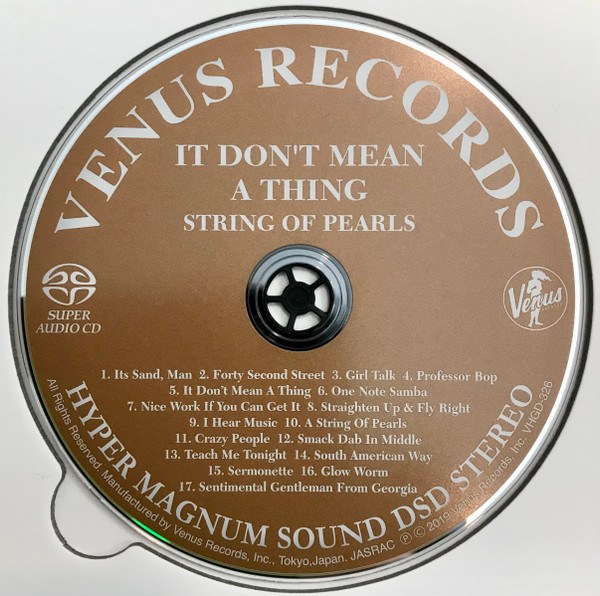 VENUS RECORDS
IT DON'T MEAN
A THING
STRING OF PEARLS
SUPER
AUDIO CD
Venus
1. Its Sand, Man 2. Forty Second Street 3. Girl Talk 4. Professor Bop
5. It Don't Mean A Thing 6. One Note Samba
7. Nice Work If You Can Get It 8. Straighten Up & Fly Right
9. I Hear Music 10. A String Of Pearls
11. Crazy People 12. Smack Dab In Middle
13. Teach Me Tonight 14. South American Way
15. Sermonette 16. Glow Worm
17. Sentimental Gentleman From Georgia
HYPER MAGNUM SOUND DSD STEREO
All Rights Reserved. Manufactured by Venus Records, Inc., Tokyo,Japan. JASRAC Ⓟ © 2019 Venus Records, Inc. VHGD-326